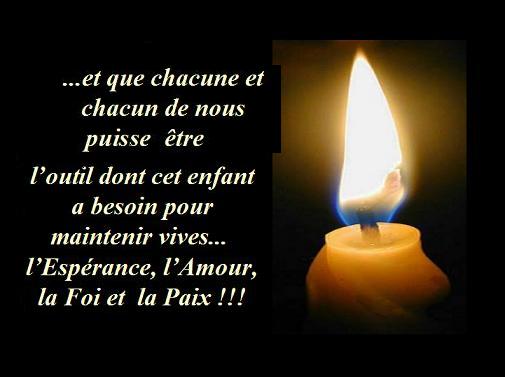 ...et que chacune et
chacun de nous
puisse être
l’outil dont cet enfant
a besoin pour
maintenir vives...
l’Espérance, l’Amour,
la Foi et la Paix !!!